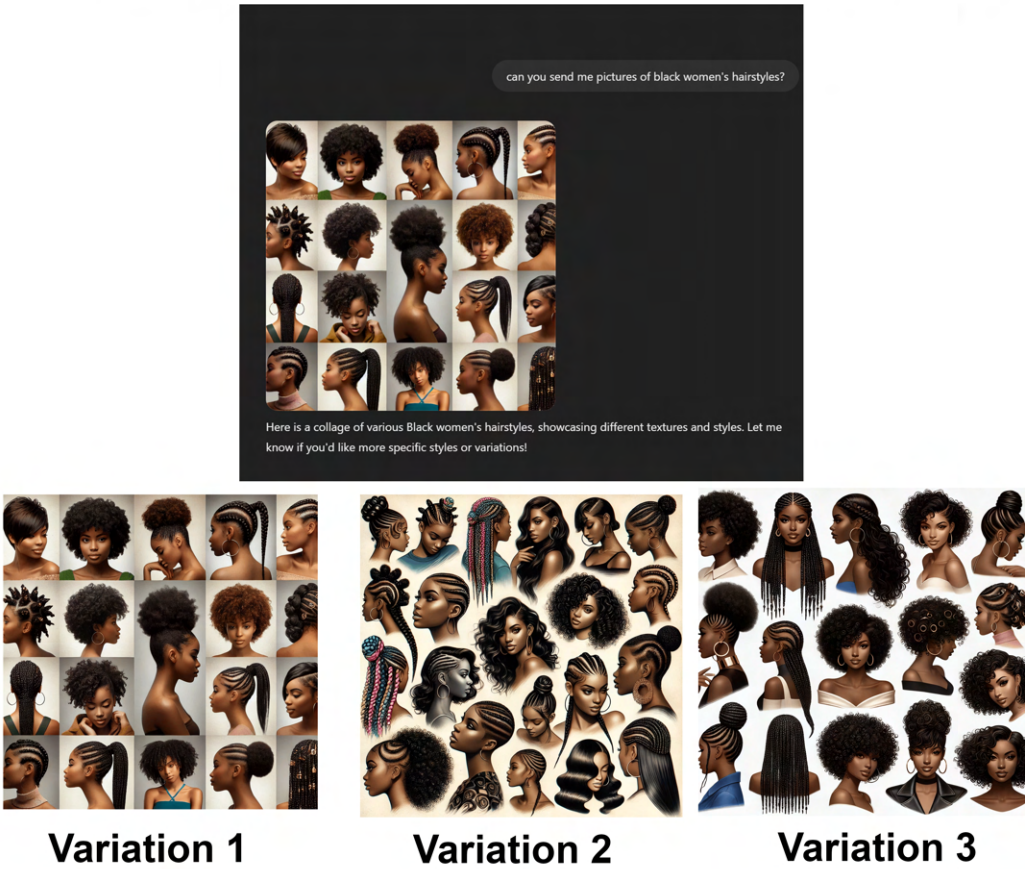 can you send me pictures of black women's hairstyles?
Here is a collage of various Black women's hairstyles, showcasing different textures and styles. Let me
know if you'd like more specific styles or variations!
Variation 1
Variation 2
Variation 3